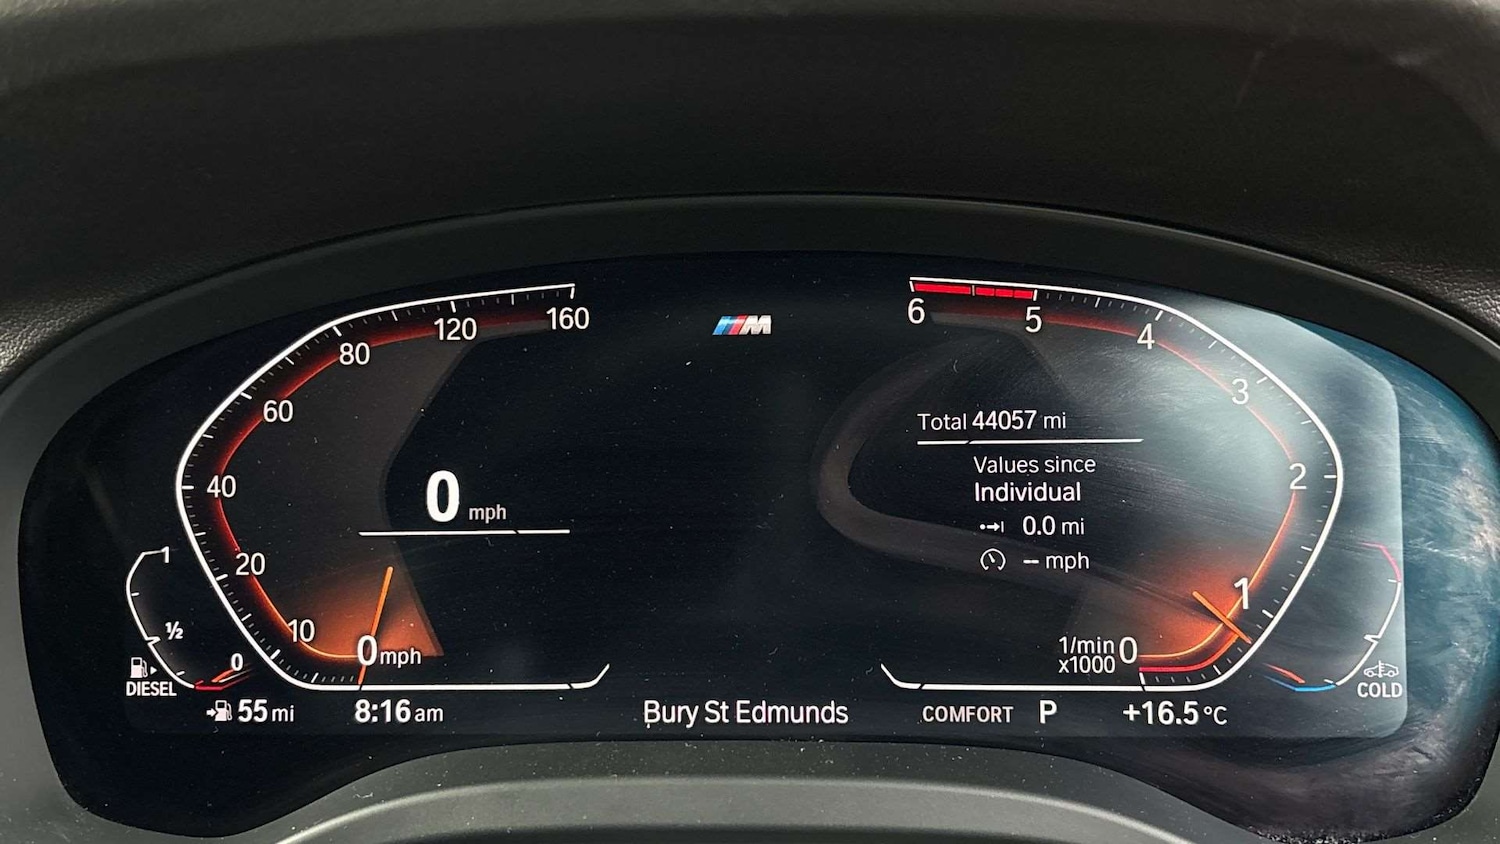 160
120
80
60
40
20
10
0 mph
0 mph
M
6
5
4
3
2
1
0
1/min
x1000
Total 44057 mi
Values since
Individual
0.0 mi
-- mph
1
½
0
DIESEL
55 mi
8:16 am
Bury St Edmunds
COMFORT P
+16.5 °C
COLD